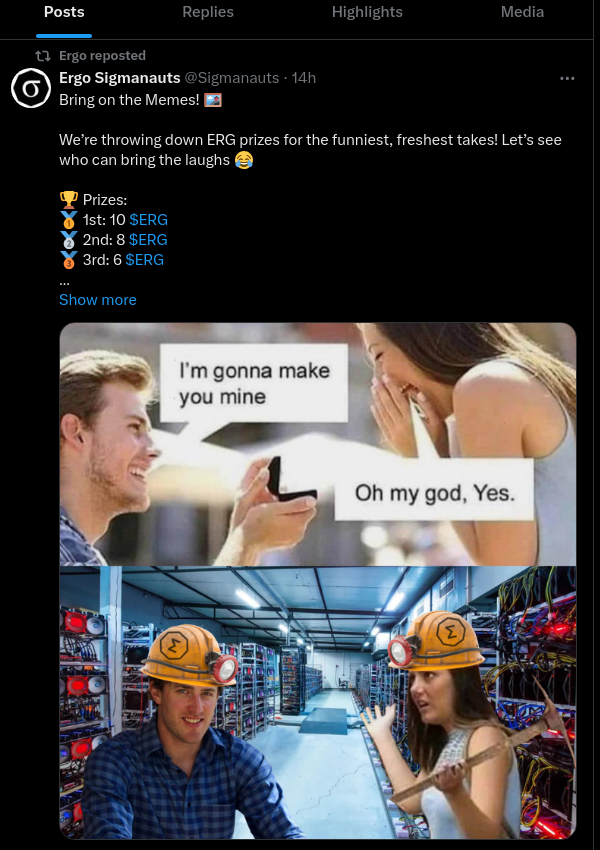 Posts Replies Highlights Media
Ergo reposted
Ergo Sigmanauts @Sigmanauts · 14h
Bring on the Memes! 🖼️
We’re throwing down ERG prizes for the funniest, freshest takes! Let’s see
who can bring the laughs 😂
🏆 Prizes:
🥇 1st: 10 $ERG
🥈 2nd: 8 $ERG
🥉 3rd: 6 $ERG
...
Show more
I'm gonna make
you mine
Oh my god, Yes.